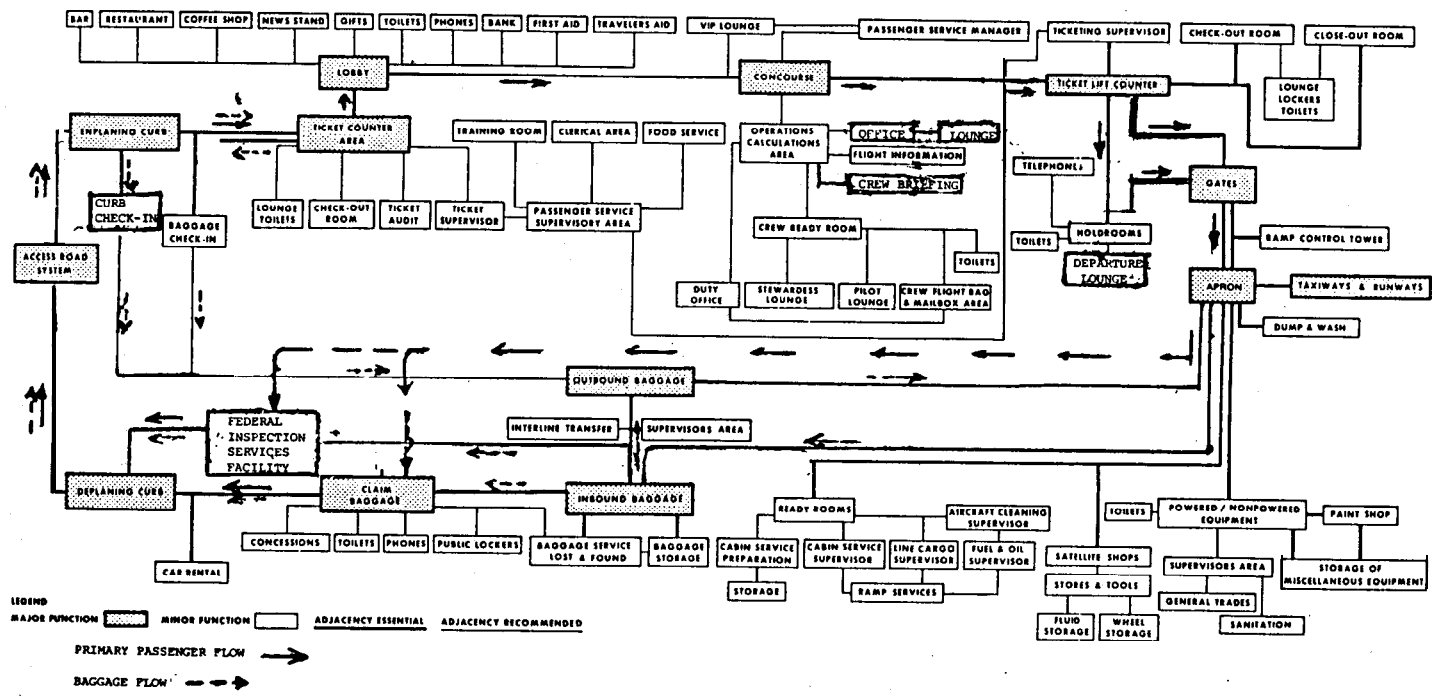 BAR
RESTAURANT
COFFEE SHOP
NEWS STAND
GIFTS
TOILETS
PHONES
BANK
FIRST AID
TRAVELERS AID
VIP LOUNGE
PASSENGER SERVICE MANAGER
TICKETING SUPERVISOR
CHECK-OUT ROOM
CLOSE-OUT ROOM
LOBBY
CONCOURSE
TICKET LIFT COUNTER
LOUNGE
LOCKERS
TOILETS
ENPLANING CURB
TICKET COUNTER
AREA
TRAINING ROOM
CLERICAL AREA
FOOD SERVICE
OPERATIONS
CALCULATIONS
AREA
OFFICE
LOUNGE
FLIGHT INFORMATION
CREW BRIEFING
TELEPHONES
GATES
CURB
CHECK-IN
BAGGAGE
CHECK-IN
LOUNGE
TOILETS
CHECK-OUT
ROOM
TICKET
AUDIT
TICKET
SUPERVISOR
PASSENGER SERVICE
SUPERVISORY AREA
CREW READY ROOM
TOILETS
TOILETS
HOLDROOMS
RAMP CONTROL TOWER
ACCESS ROAD
SYSTEM
DEPARTURE
LOUNGE
DUTY
OFFICE
STEWARDESS
LOUNGE
PILOT
LOUNGE
CREW FLIGHT BAG
& MAILBOX AREA
APRON
TAXIWAYS & RUNWAYS
DUMP & WASH
OUTBOUND BAGGAGE
FEDERAL
INSPECTION
SERVICES
FACILITY
INTERLINE TRANSFER
SUPERVISORS AREA
DEPLANING CURB
CLAIM
BAGGAGE
INBOUND BAGGAGE
READY ROOMS
AIRCRAFT CLEANING
SUPERVISOR
TOILETS
POWERED / NONPOWERED
EQUIPMENT
PAINT SHOP
CONCESSIONS
TOILETS
PHONES
PUBLIC LOCKERS
BAGGAGE SERVICE
LOST & FOUND
BAGGAGE
STORAGE
CABIN SERVICE
PREPARATION
CABIN SERVICE
SUPERVISOR
LINE CARGO
SUPERVISOR
FUEL & OIL
SUPERVISOR
SATELLITE SHOPS
SUPERVISORS AREA
STORAGE OF
MISCELLANEOUS EQUIPMENT
CAR RENTAL
STORAGE
RAMP SERVICES
STORES & TOOLS
GENERAL TRADES
FLUID
STORAGE
WHEEL
STORAGE
SANITATION
LEGEND
MAJOR FUNCTION MINOR FUNCTION ADJACENCY ESSENTIAL ADJACENCY RECOMMENDED
PRIMARY PASSENGER FLOW
BAGGAGE FLOW